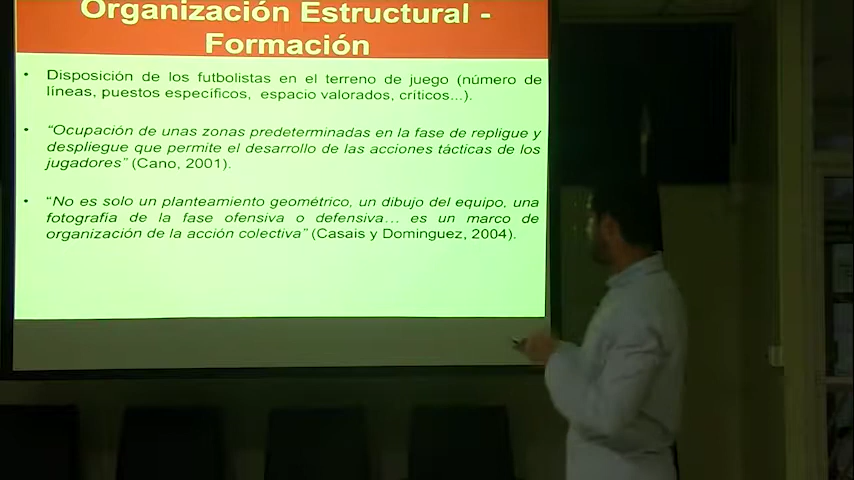 Organización Estructural -
Formación
• Disposición de los futbolistas en el terreno de juego (número de
líneas, puestos específicos, espacio valorados, críticos...).
• “Ocupación de unas zonas predeterminadas en la fase de repligue y
despliegue que permite el desarrollo de las acciones tácticas de los
jugadores” (Cano, 2001).
• “No es solo un planteamiento geométrico, un dibujo del equipo, una
fotografía de la fase ofensiva o defensiva… es un marco de
organización de la acción colectiva” (Casais y Dominguez, 2004).